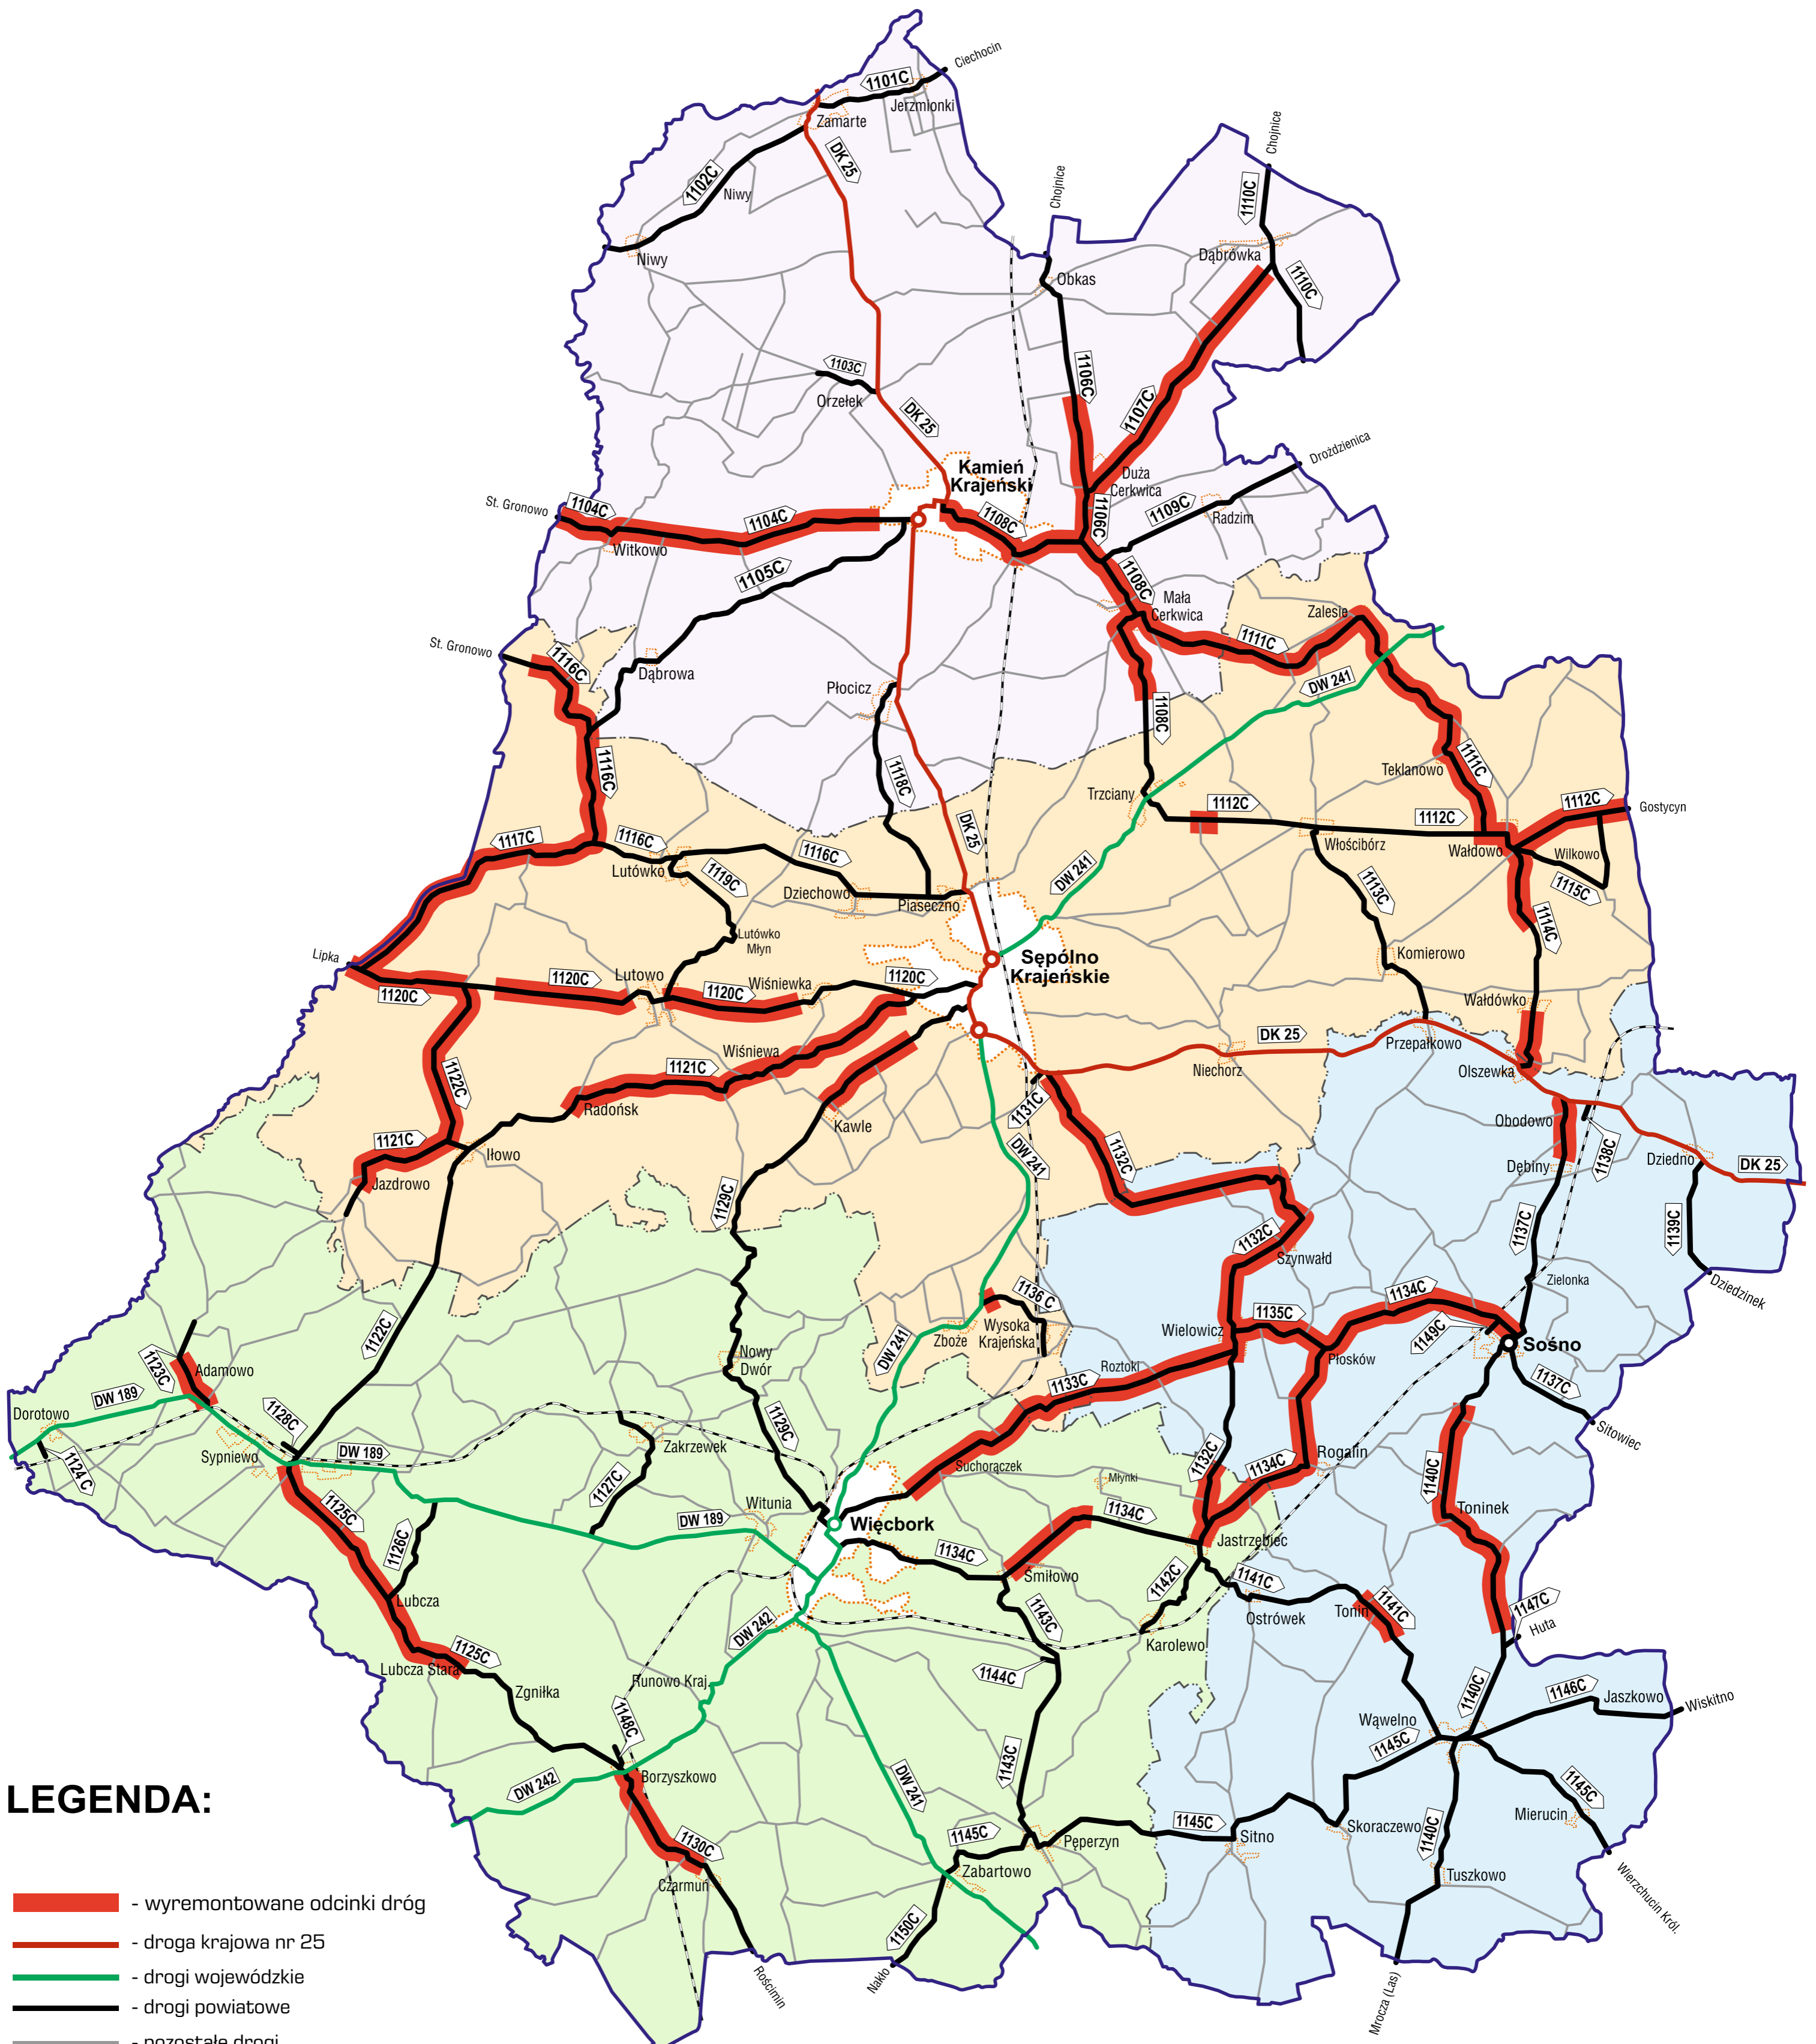 Ciechocin
1101C
Jerzmionki
Zamarte
DK 25
Chojnice
1102C
Niwy
1110C
Chojnice
Niwy
Dąbrówka
Obkas
1110C
1103C
Orzełek
1106C
1107C
DK 25
Kamień
Krajeński
Duża
Cerkwica
Drożdzienica
St. Gronowo
1104C
1104C
1108C
1106C
1109C
Radzim
Witkowo
1105C
1108C
Mała
Cerkwica
Zalesie
St. Gronowo
1116C
Dąbrowa
1111C
Płocicz
DW 241
1108C
1116C
1118C
Teklanowo
1111C
Trzciany
1112C
1112C
1112C
Gostycyn
1117C
1116C
1116C
DK 25
Włościbórz
Wałdowo
Wilkowo
Lutówko
1119C
Dziechowo
Piaseczno
DW 241
1113C
1115C
1114C
Lutówko
Młyn
Lipka
Sępólno
Krajeńskie
Komierowo
1120C
1120C
Lutowo
1120C
Wiśniewka
1120C
Wałdówko
DK 25
Przepałkowo
Wiśniewa
Niechorz
Olszewka
1122C
1121C
Radońsk
Kawle
1131C
1132C
Obodowo
1121C
Iłowo
DW 241
Dębiny
1138C
Dziedno
DK 25
Jazdrowo
1129C
1132C
Szynwałd
1137C
1139C
Zielonka
Dziedzinek
1136 C
1134C
1135C
1122C
DW 241
Zboże
Wysoka
Krajeńska
Wielowicz
1149C
Sośno
1123C
Adamowo
Nowy
Dwór
Roztoki
Płosków
DW 189
1133C
1137C
Dorotowo
1128C
1129C
Sitowiec
Sypniewo
DW 189
Zakrzewek
1124 C
Suchorączek
1132C
1134C
Rogalin
1140C
Młynki
1127C
1125C
Witunia
DW 189
Więcbork
1134C
Toninek
1126C
1134C
Jastrzębiec
Śmiłowo
1142C
1141C
Lubcza
1143C
Ostrówek
Tonin
1141C
1147C
Huta
DW 242
Karolewo
1125C
Lubcza Stara
1144C
Zgniłka
Runowo Kraj.
1140C
1146C
Jaszkowo
Wiskitno
1148C
Wąwelno
1145C
1143C
Borzyszkowo
DW 242
DW 241
1145C
Mierucin
LEGENDA:
1145C
1145C
Skoraczewo
1140C
1130C
Pęperzyn
Sitno
Zabartowo
Tuszkowo
Czarmuń
Wierzchucin Król.
- wyremontowane odcinki dróg
1150C
- droga krajowa nr 25
Rościmin
Nakło
- drogi wojewódzkie
Mrocza (Las)
- drogi powiatowe
- pozostałe drogi